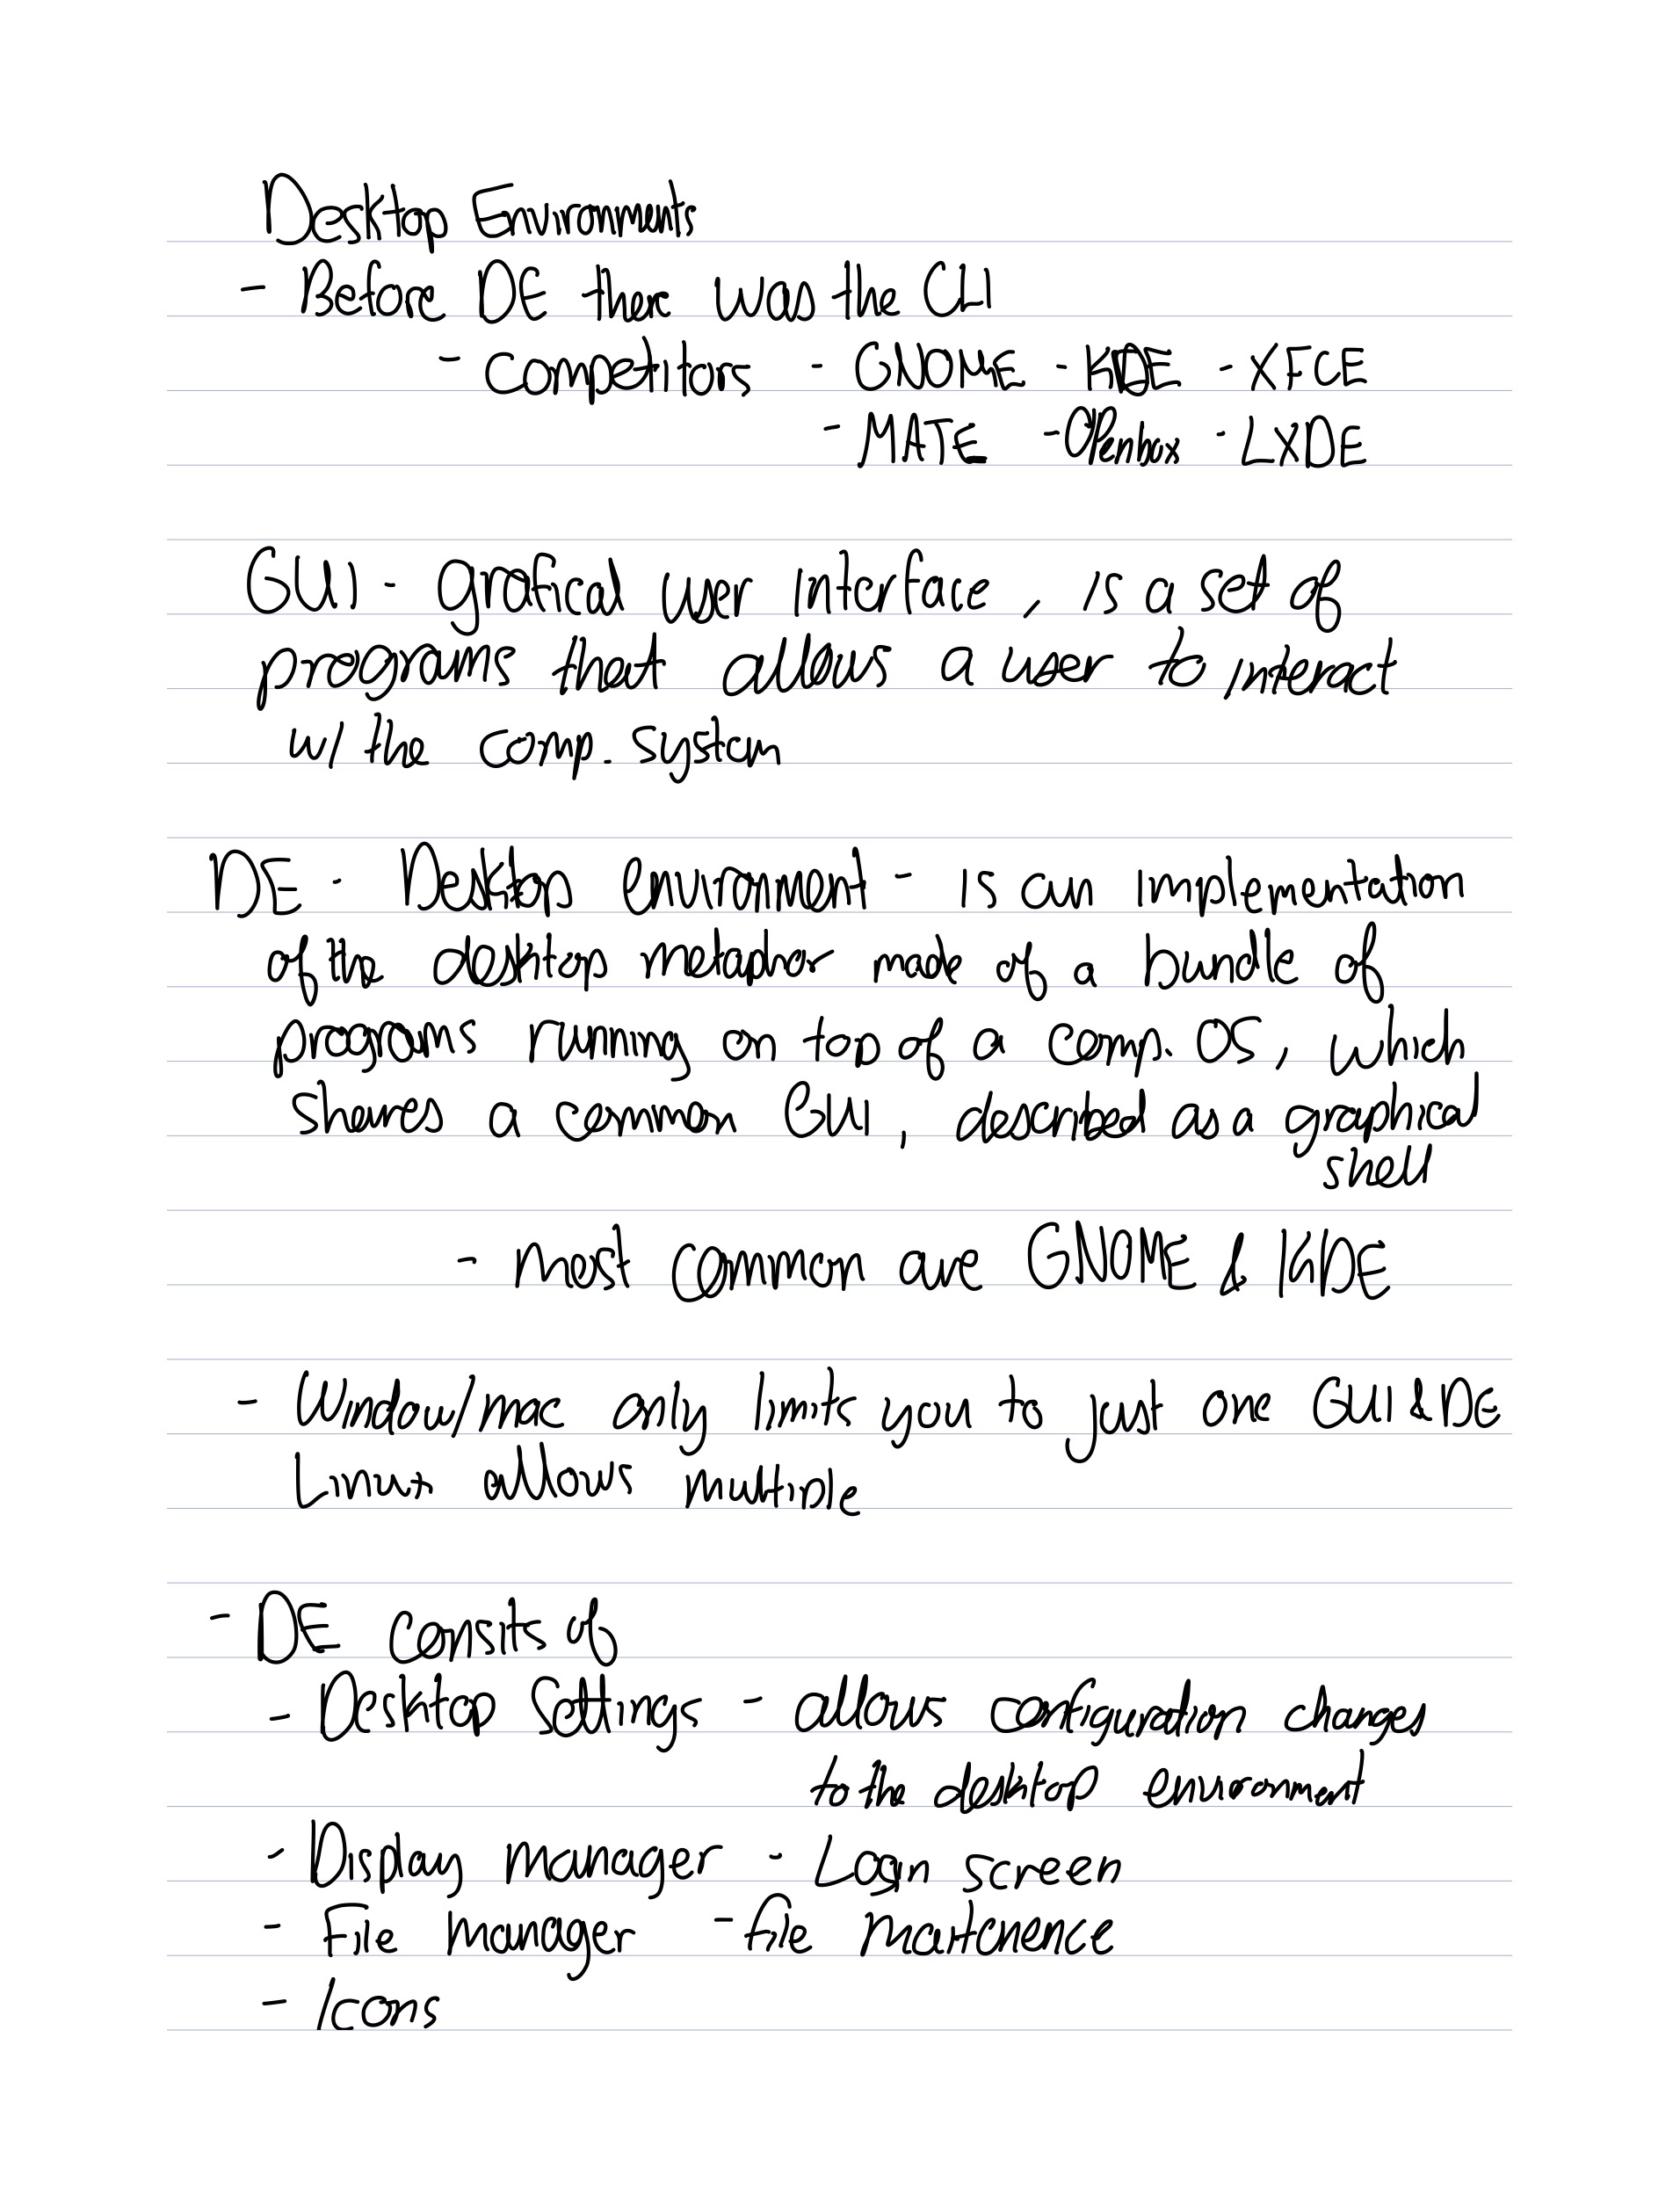 Desktop Enviroments
- Before DE there was the CLI
- Competitors - GNOME - KDE - XFCE
- MATE - OPenbox - LXDE
GUI - grafical user interface, is a set of
programs that allows a user to interact
w/ the comp. system
DE - Desktop enviroment - is an implementation
of the desktop metaphor made of a bundle of
programs running on top of a comp. OS, which
shares a common GUI, described as a graphical
shell
- most common are GNOME & KDE
- Window/mac only limits you to just one GUI & DE
Linux allows multiple
- DE consits of
- Desktop Settings - allows configuration changes
to the desktop environment
- Display manager - Login screen
- File manager - file maintenence
- Icons